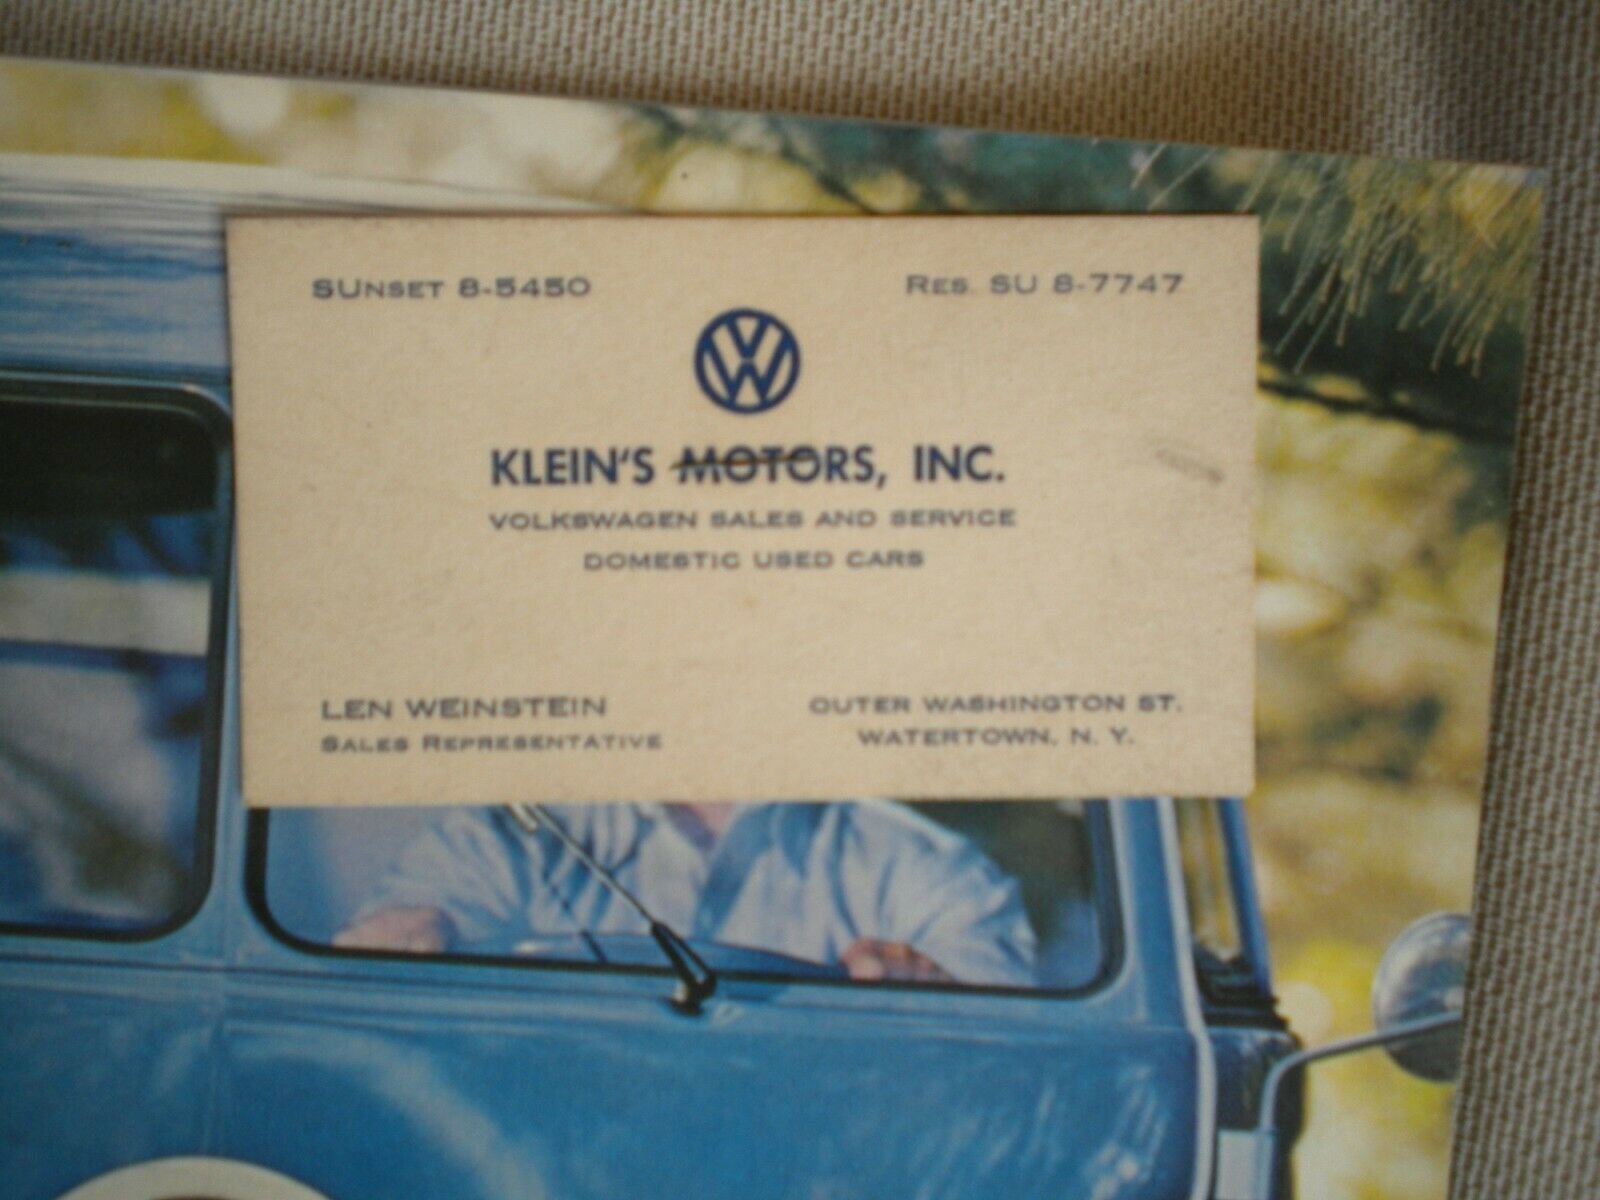 SUNSET 8-5450
RES. SU 8-7747
KLEIN'S MOTORS, INC.
VOLKSWAGEN SALES AND SERVICE
DOMESTIC USED CARS
LEN WEINSTEIN
SALES REPRESENTATIVE
OUTER WASHINGTON ST.
WATERTOWN, N. Y.